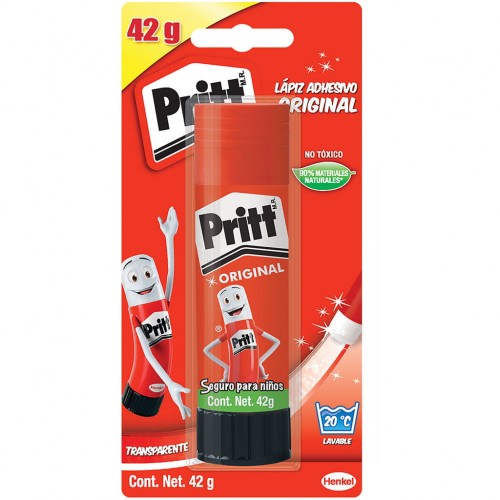 42 g
Pritt M.R.
LÁPIZ ADHESIVO
ORIGINAL
NO TÓXICO
90% MATERIALES
NATURALES*
Pritt M.R.
ORIGINAL
®
Pritt
Pritt
Henkel
Seguro para niños
Cont. Net. 42g
20 °C
LAVABLE
TRANSPARENTE
Cont. Net. 42 g
Henkel